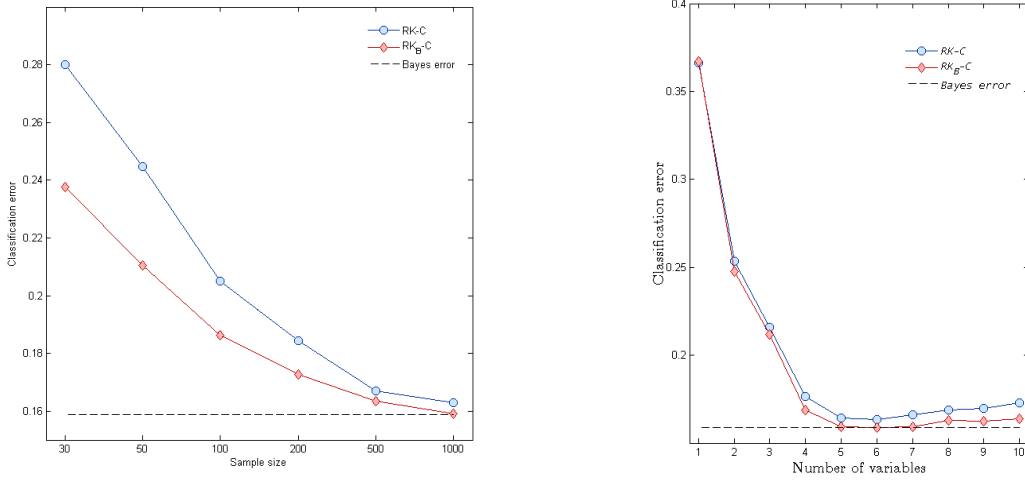 RK-C
RK_B-C
Bayes error
0.28
0.26
0.24
0.22
0.2
0.18
0.16
Classification error
30 50 100 200 500 1000
Sample size
0.4
0.35
0.3
0.25
0.2
Classification error
RK-C
RK_B-C
Bayes error
1 2 3 4 5 6 7 8 9 10
Number of variables